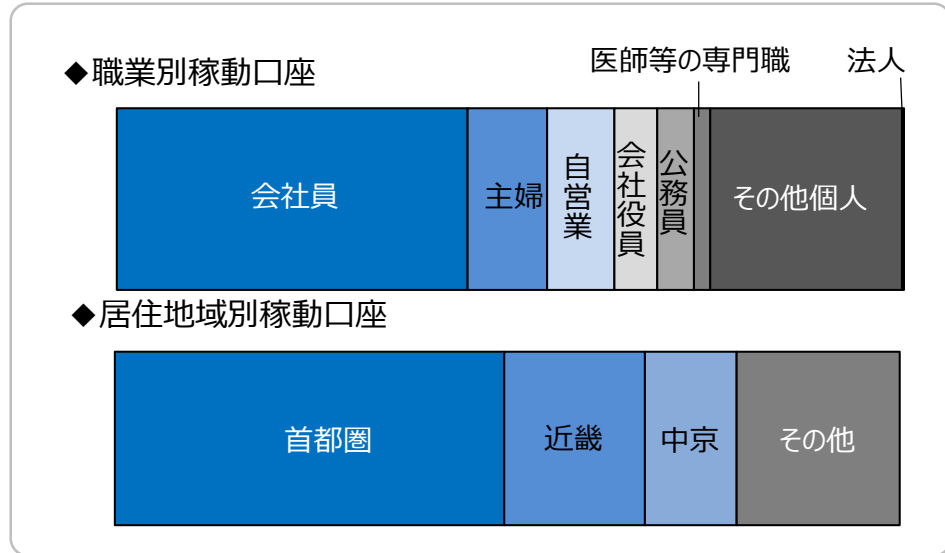 ◆職業別稼動口座
医師等の専門職
法人
会社員
主婦
自営業
会社役員
公務員
その他個人
◆居住地域別稼動口座
首都圏
近畿
中京
その他